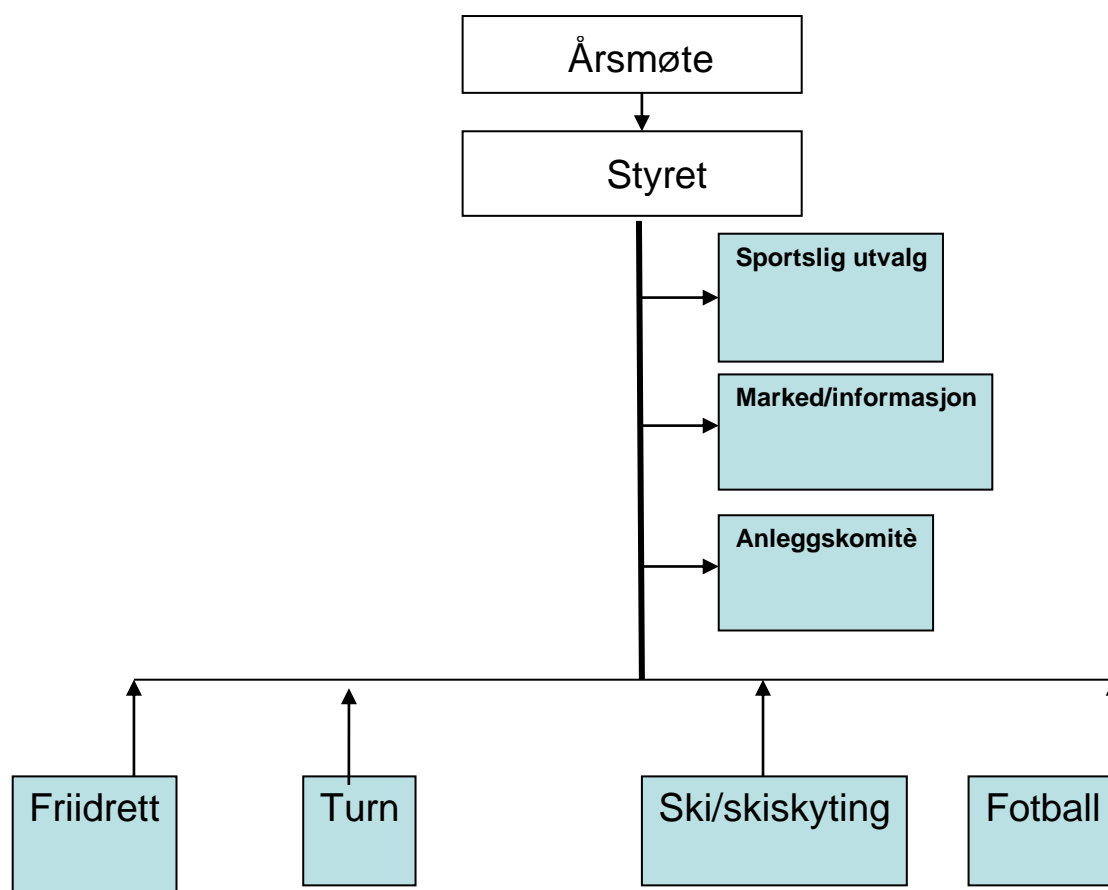 Årsmøte
Styret
Sportslig utvalg
Marked/informasjon
Anleggskomitè
Friidrett
Turn
Ski/skiskyting
Fotball